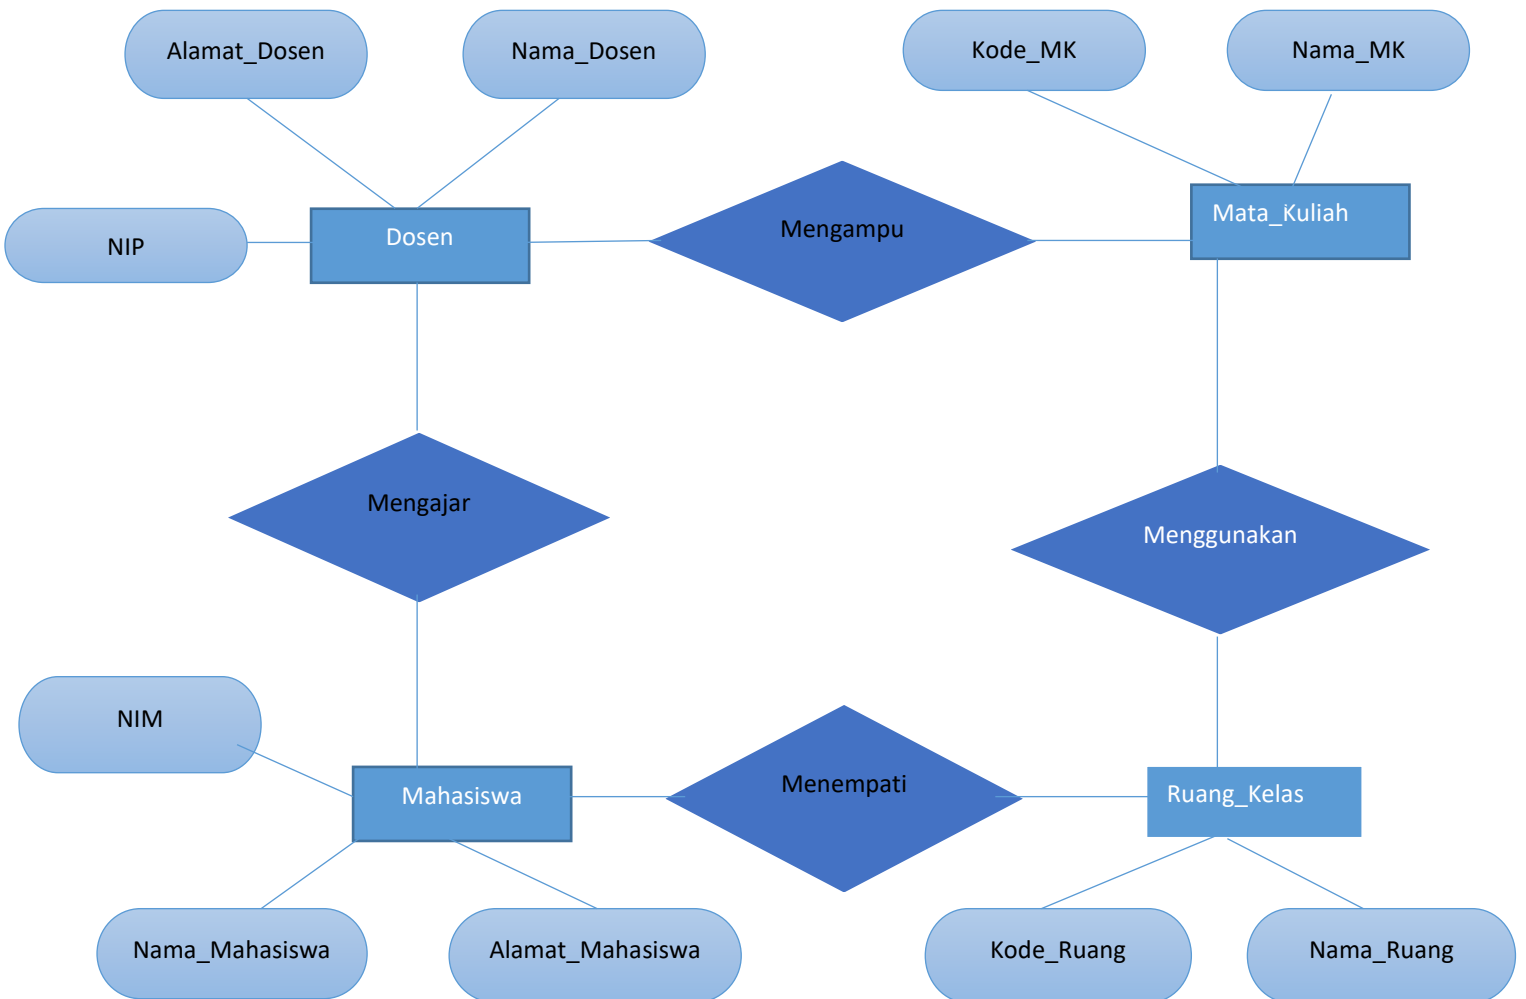 Alamat_Dosen
Nama_Dosen
Kode_MK
Nama_MK
NIP
Dosen
Mengampu
Mata_Kuliah
Mengajar
Menggunakan
NIM
Mahasiswa
Menempati
Ruang_Kelas
Nama_Mahasiswa
Alamat_Mahasiswa
Kode_Ruang
Nama_Ruang